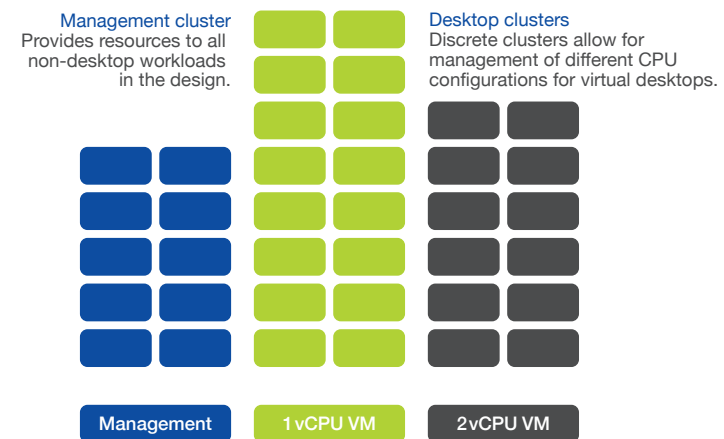 Management cluster
Provides resources to all
non-desktop workloads
in the design.
Desktop clusters
Discrete clusters allow for
management of different CPU
configurations for virtual desktops.
Management
1 vCPU VM
2 vCPU VM